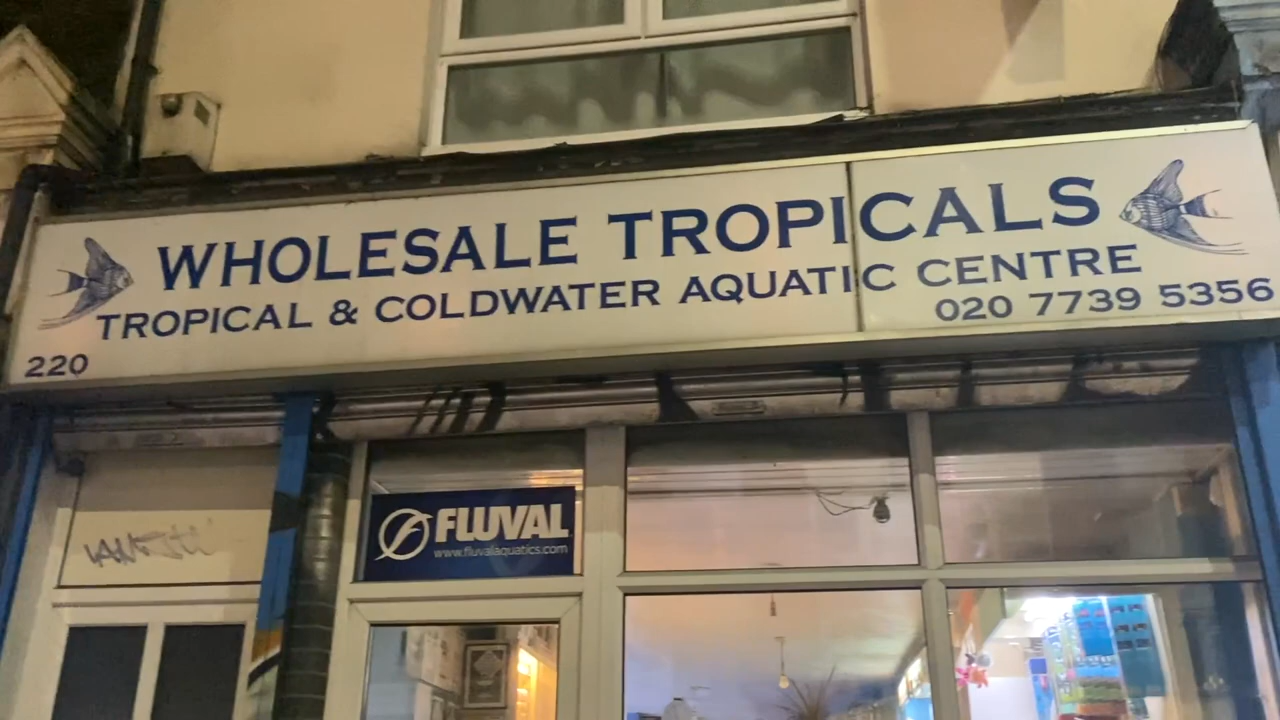 WHOLESALE TROPICALS
TROPICAL & COLDWATER AQUATIC CENTRE
020 7739 5356
220
FLUVAL
www.fluvalaquatics.com